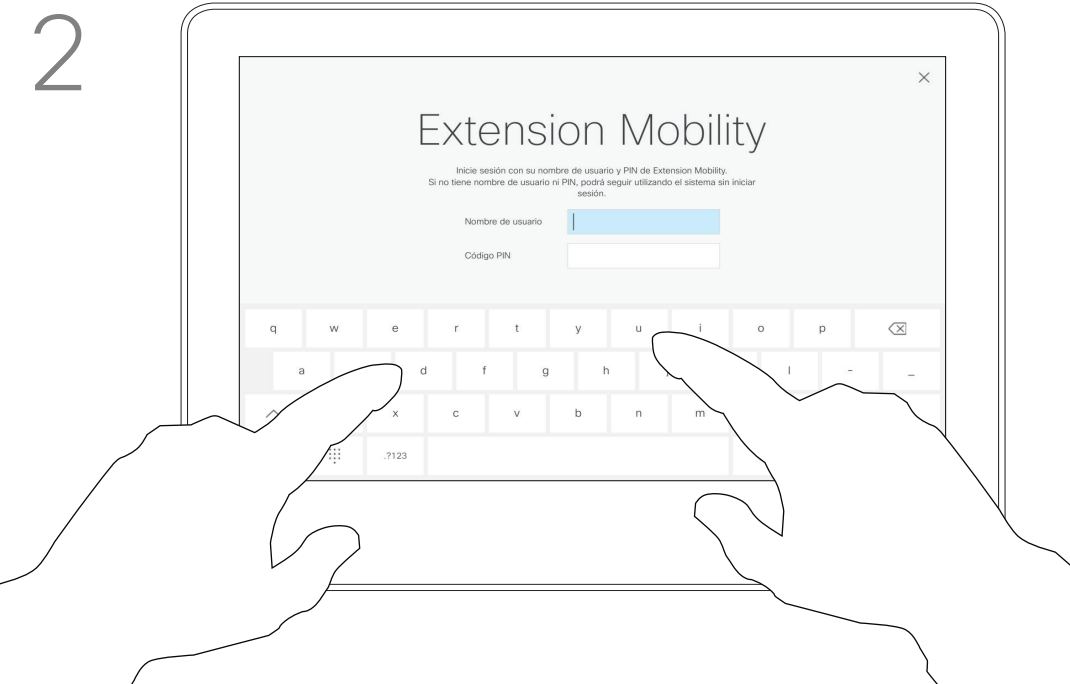 2
Extension Mobility
Inicie sesión con su nombre de usuario y PIN de Extension Mobility.
Si no tiene nombre de usuario ni PIN, podrá seguir utilizando el sistema sin iniciar
sesión.
Nombre de usuario
Código PIN
q w e r t y u i o p
a d f g h l - _
x c v b n m
.?123